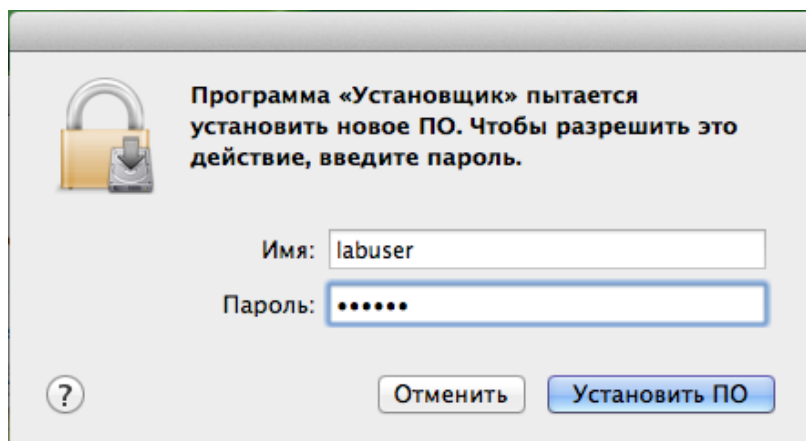 Программа «Установщик» пытается
установить новое ПО. Чтобы разрешить это
действие, введите пароль.
Имя: labuser
Пароль: ••••••
? Отменить Установить ПО